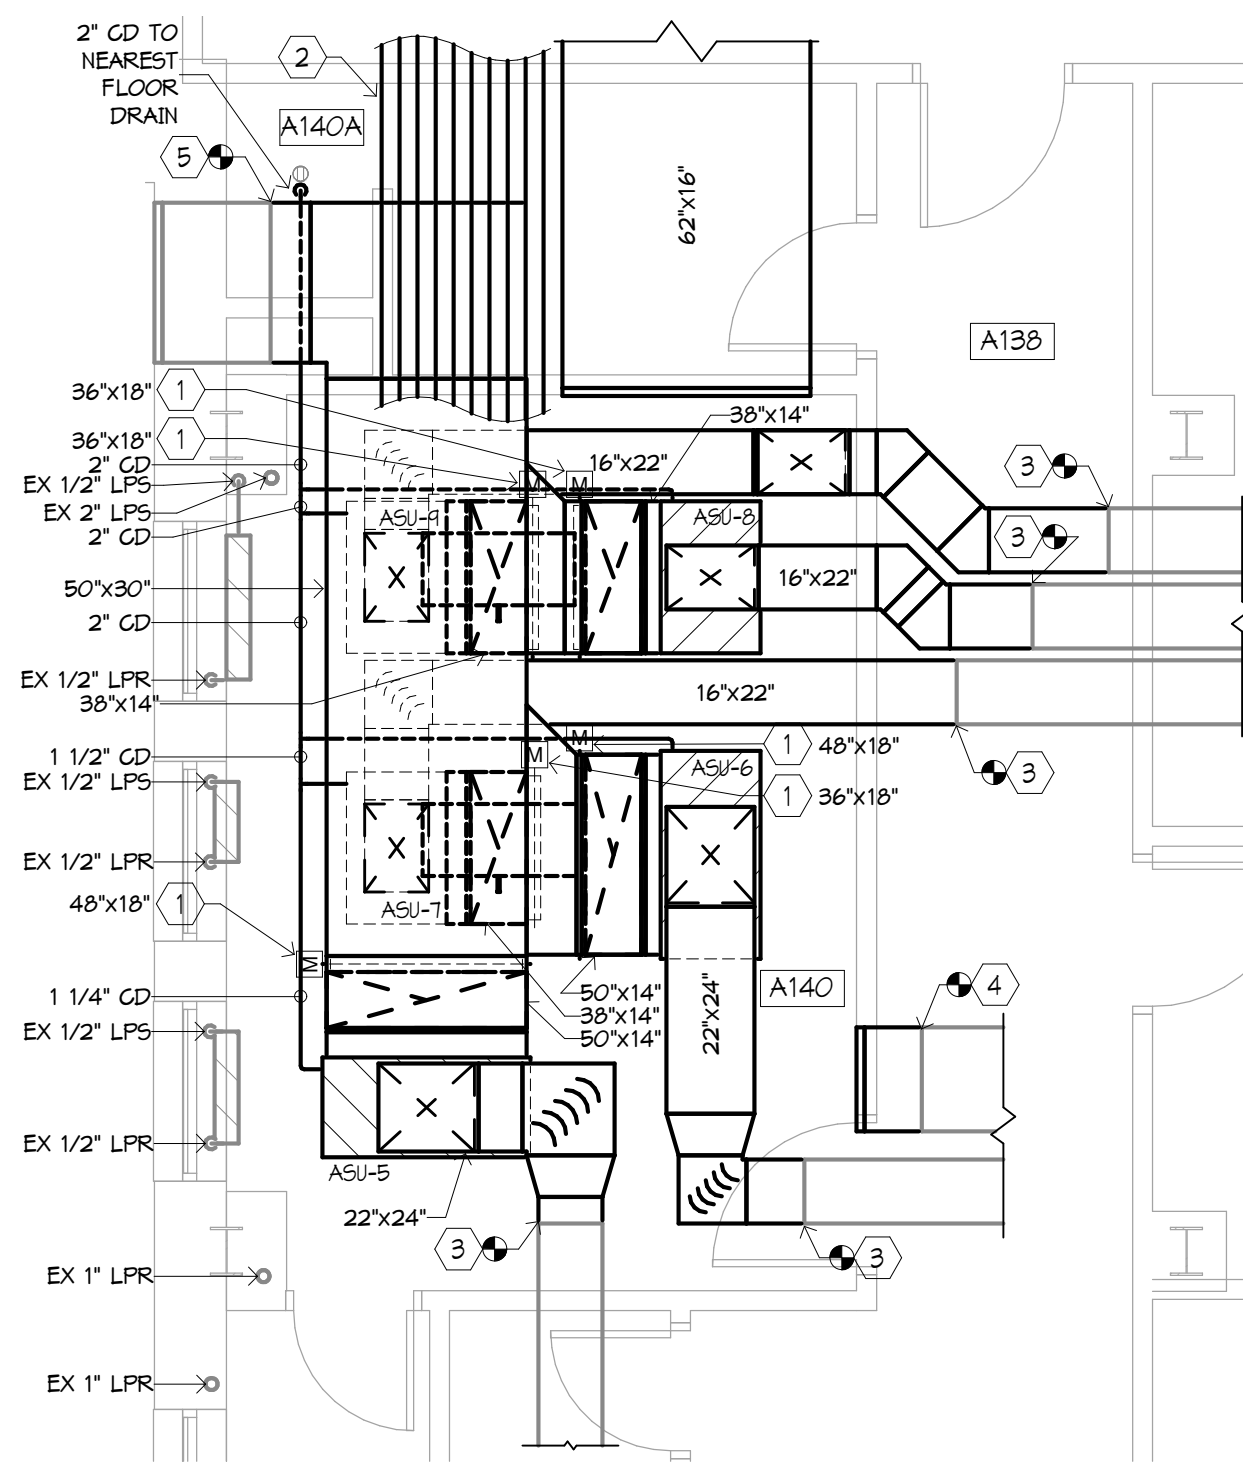 2" CD TO
NEAREST
FLOOR
DRAIN
2
A140A
5
62"x16"
A138
36"x18"
1
38"x14"
36"x18"
1
2" CD
16"x22"
3
EX 1/2" LPS
M
M
EX 2" LPS
ASU-9
ASU-8
2" CD
3
50"x30"
16"x22"
2" CD
EX 1/2" LPR
16"x22"
38"x14"
M
1
48"x18"
1 1/2" CD
M
ASU-6
EX 1/2" LPS
3
1
36"x18"
EX 1/2" LPR
48"x18"
1
ASU-7
M
50"x14"
A140
4
1 1/4" CD
38"x14"
22"x24"
EX 1/2" LPS
50"x14"
EX 1/2" LPR
ASU-5
22"x24"
3
3
EX 1" LPR
EX 1" LPR